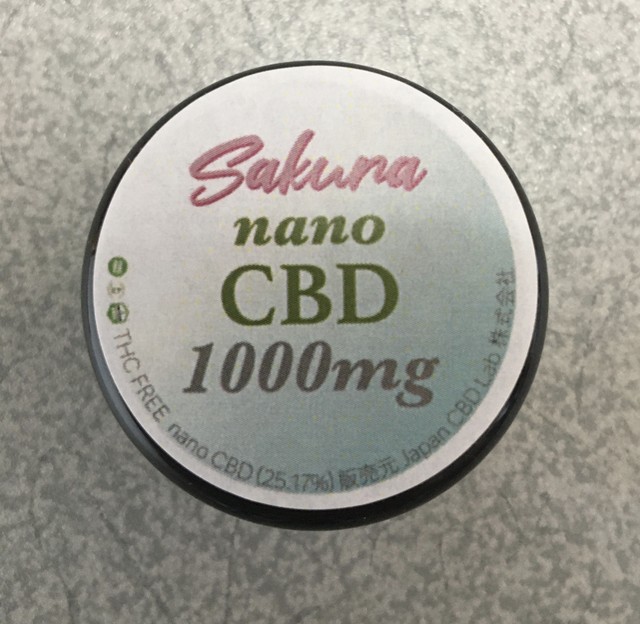 Sakura
nano
CBD
1000mg
THC FREE nano CBD (25.17%) 販売元 Japan CBD Lab 株式会社